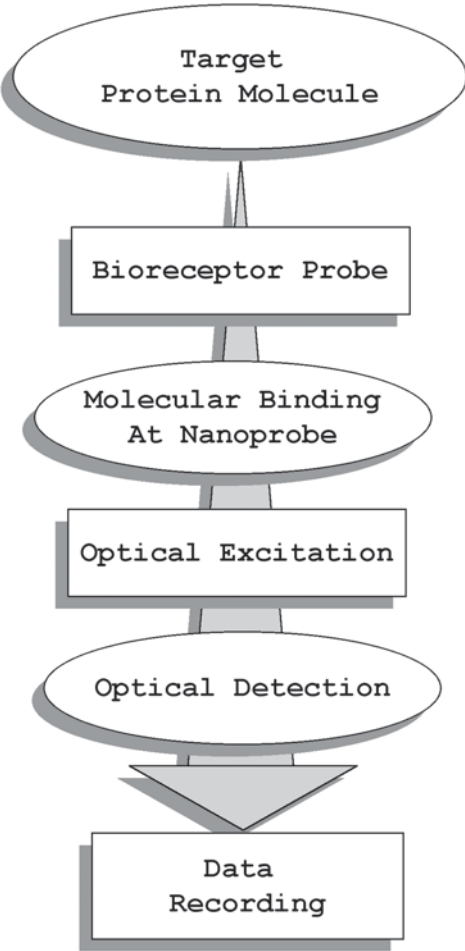 Target
Protein Molecule
Bioreceptor Probe
Molecular Binding
At Nanoprobe
Optical Excitation
Optical Detection
Data
Recording